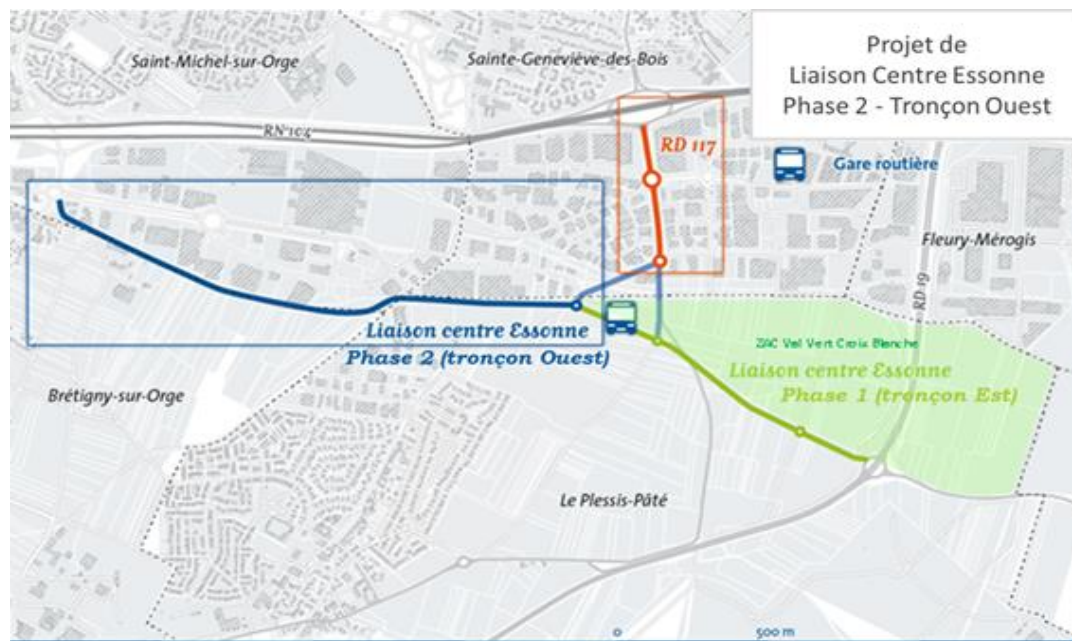 Projet de
Liaison Centre Essonne
Phase 2 - Tronçon Ouest
Saint-Michel-sur-Orge
Sainte-Geneviève-des-Bois
RN 104
RD 117
Gare routière
Fleury-Mérogis
RD 19
Liaison centre Essonne
Phase 2 (tronçon Ouest)
ZAC Val Vert Croix Blanche
Liaison centre Essonne
Phase 1 (tronçon Est)
Brétigny-sur-Orge
Le Plessis-Pâté
0 500 m